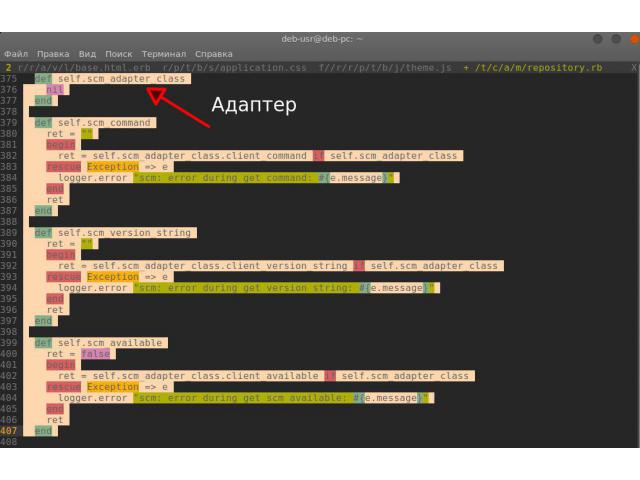 deb-usr@deb-pc: ~
Файл Правка Вид Поиск Терминал Справка
2 r/r/a/v/l/base.html.erb r/p/t/b/s/application.css f//r/r/p/t/b/j/theme.js + /t/c/a/m/repository.rb X
375 def self.scm_adapter_class
376 nil
377 end
Адаптер
378
379 def self.scm_command
380 ret = ""
381 begin
382 ret = self.scm_adapter_class.client_command if self.scm_adapter_class
383 rescue Exception => e
384 logger.error "scm: error during get command: #{e.message}"
385 end
386 ret
387 end
388
389 def self.scm_version_string
390 ret = ""
391 begin
392 ret = self.scm_adapter_class.client_version_string if self.scm_adapter_class
393 rescue Exception => e
394 logger.error "scm: error during get version string: #{e.message}"
395 end
396 ret
397 end
398
399 def self.scm_available
400 ret = false
401 begin
402 ret = self.scm_adapter_class.client_available if self.scm_adapter_class
403 rescue Exception => e
404 logger.error "scm: error during get scm available: #{e.message}"
405 end
406 ret
407 end
408